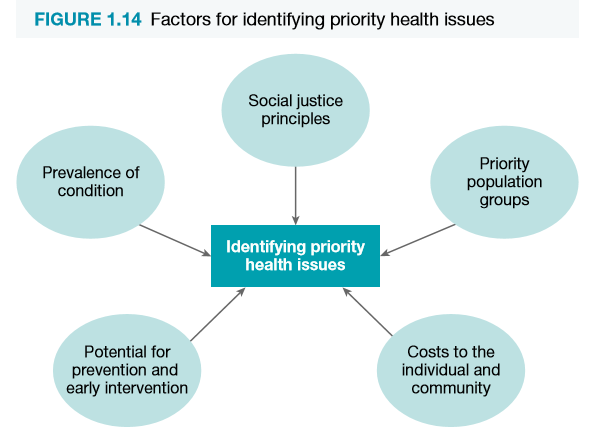 FIGURE 1.14 Factors for identifying priority health issues
Social justice
principles
Prevalence of
condition
Priority
population
groups
Identifying priority
health issues
Potential for
prevention and
early intervention
Costs to the
individual and
community